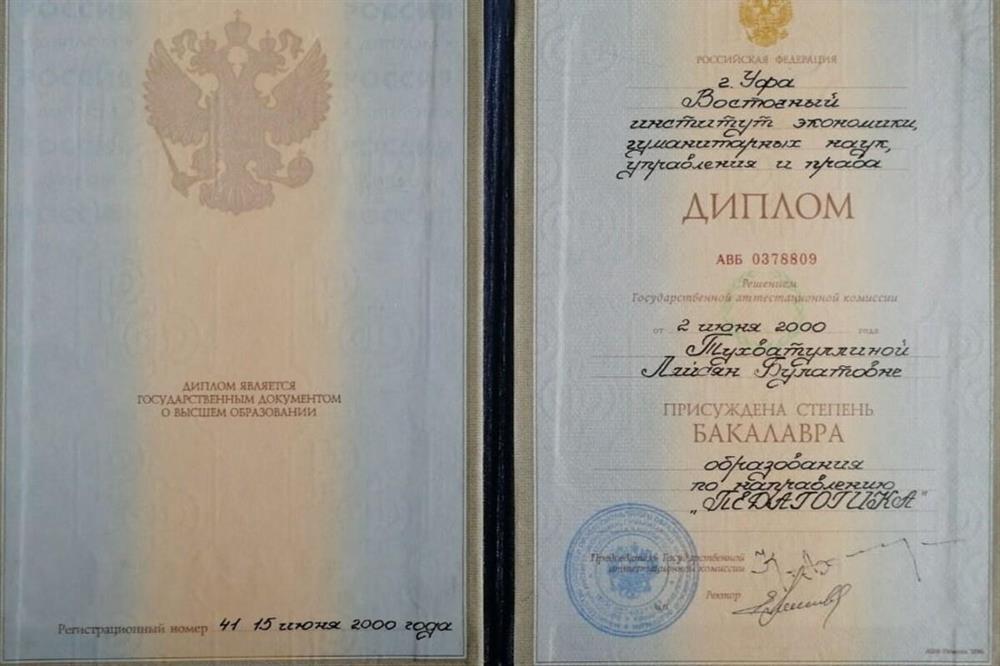 ДИПЛОМ ЯВЛЯЕТСЯ
ГОСУДАРСТВЕННЫМ ДОКУМЕНТОМ
О ВЫСШЕМ ОБРАЗОВАНИИ
Регистрационный номер 41 15 июня 2000 года
РОССИЙСКАЯ ФЕДЕРАЦИЯ
г. Уфа
Восточный
институт экономики,
гуманитарных наук,
управления и права
ДИПЛОМ
АВБ 0378809
Решением
Государственной аттестационной комиссии
от 2 июня 2000 года
Тухватуллиной
Ляйсян Булатовне
ПРИСУЖДЕНА СТЕПЕНЬ
БАКАЛАВРА
образования
по направлению
„ПЕДАГОГИКА"
Председатель Государственной
аттестационной комиссии
Ректор